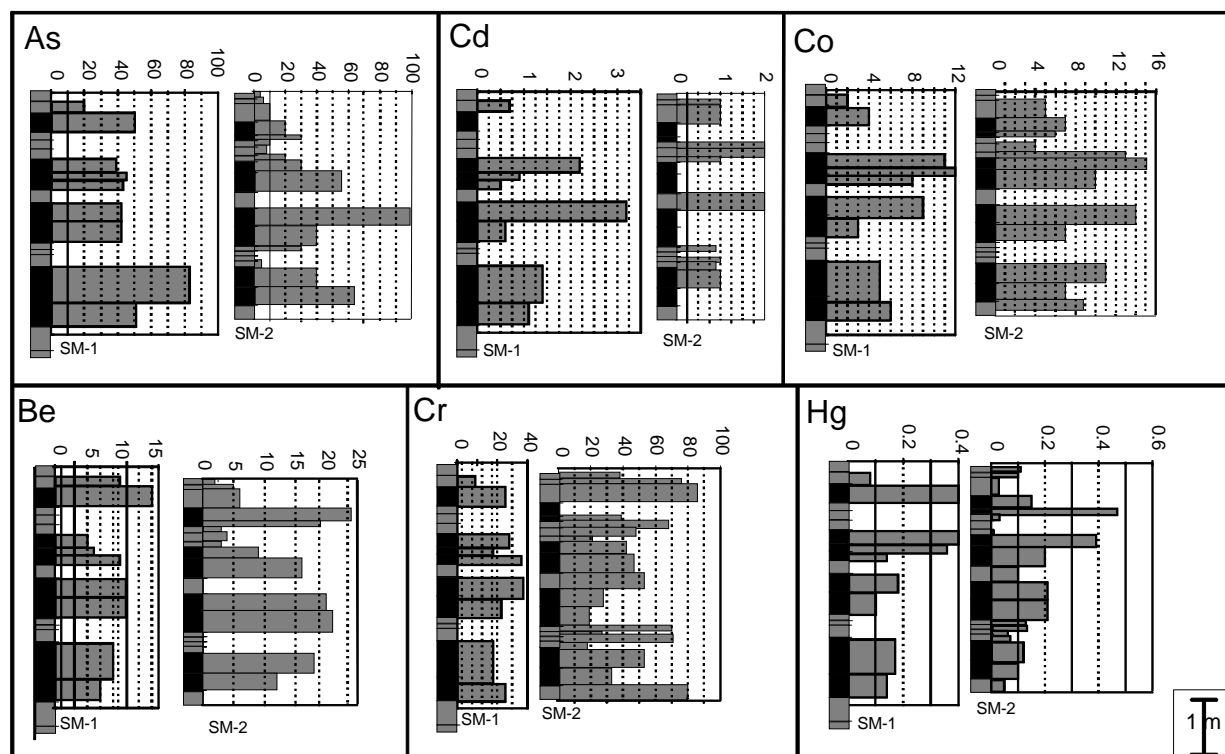 As
0 20 40 60 80 100
0 20 40 60 80 100
SM-1
SM-2
Cd
0 1 2 3
0 1 2
SM-1
SM-2
Co
0 4 8 12
0 4 8 12 16
SM-1
SM-2
Be
0 5 10 15
0 5 10 15 20 25
SM-1
SM-2
Cr
0 20 40
0 20 40 60 80 100
SM-1
SM-2
Hg
0 0.2 0.4
0 0.2 0.4 0.6
SM-1
SM-2
1 m